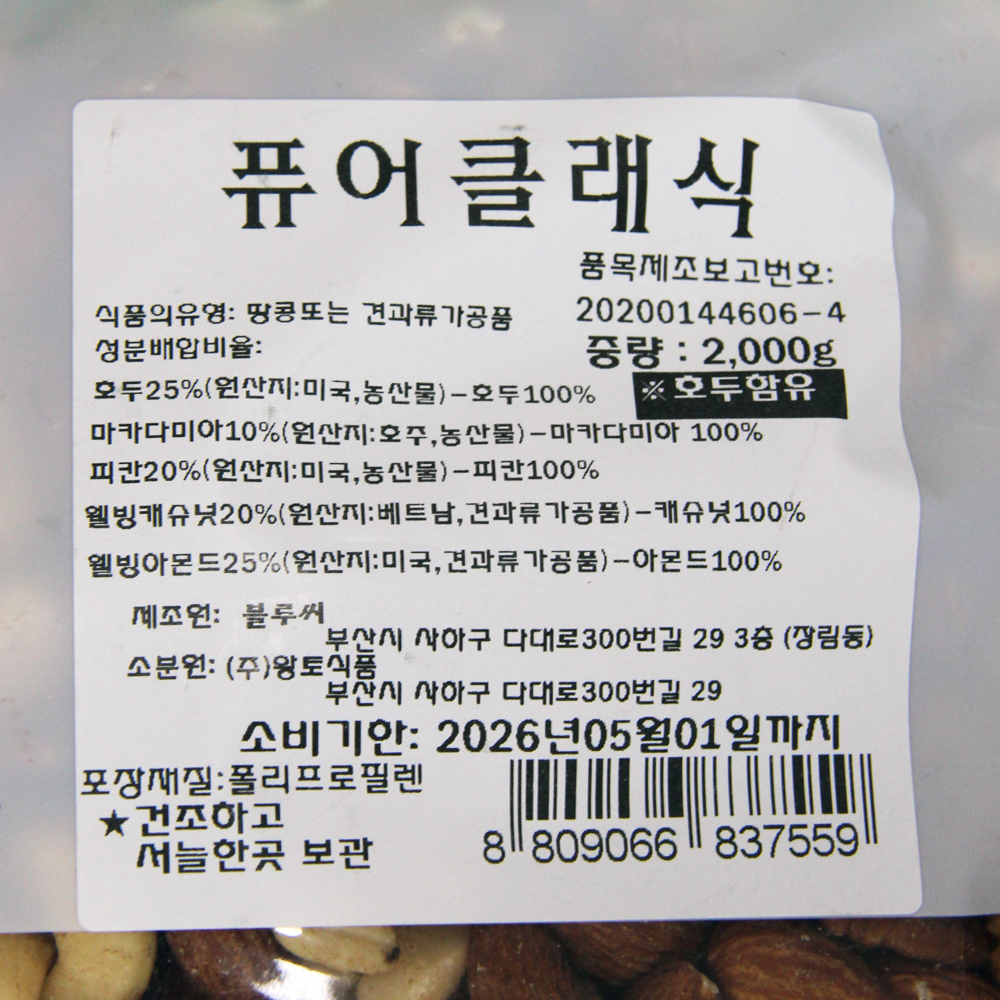 퓨어클래식
품목제조보고번호:
식품의유형: 땅콩또는 견과류가공품
20200144606-4
성분배합비율:
중량 : 2,000g
호두25%(원산지:미국,농산물)-호두100%
※호두함유
마카다미아10%(원산지:호주,농산물)-마카다미아 100%
피칸20%(원산지:미국,농산물)-피칸100%
웰빙캐슈넛20%(원산지:베트남,견과류가공품)-캐슈넛100%
웰빙아몬드25%(원산지:미국,견과류가공품)-아몬드100%
제조원: 블루씨
부산시 사하구 다대로300번길 29 3층 (장림동)
소분원: (주)왕토식품
부산시 사하구 다대로300번길 29
소비기한: 2026년05월01일까지
포장재질:폴리프로필렌
★건조하고
서늘한곳 보관
8 809066 837559